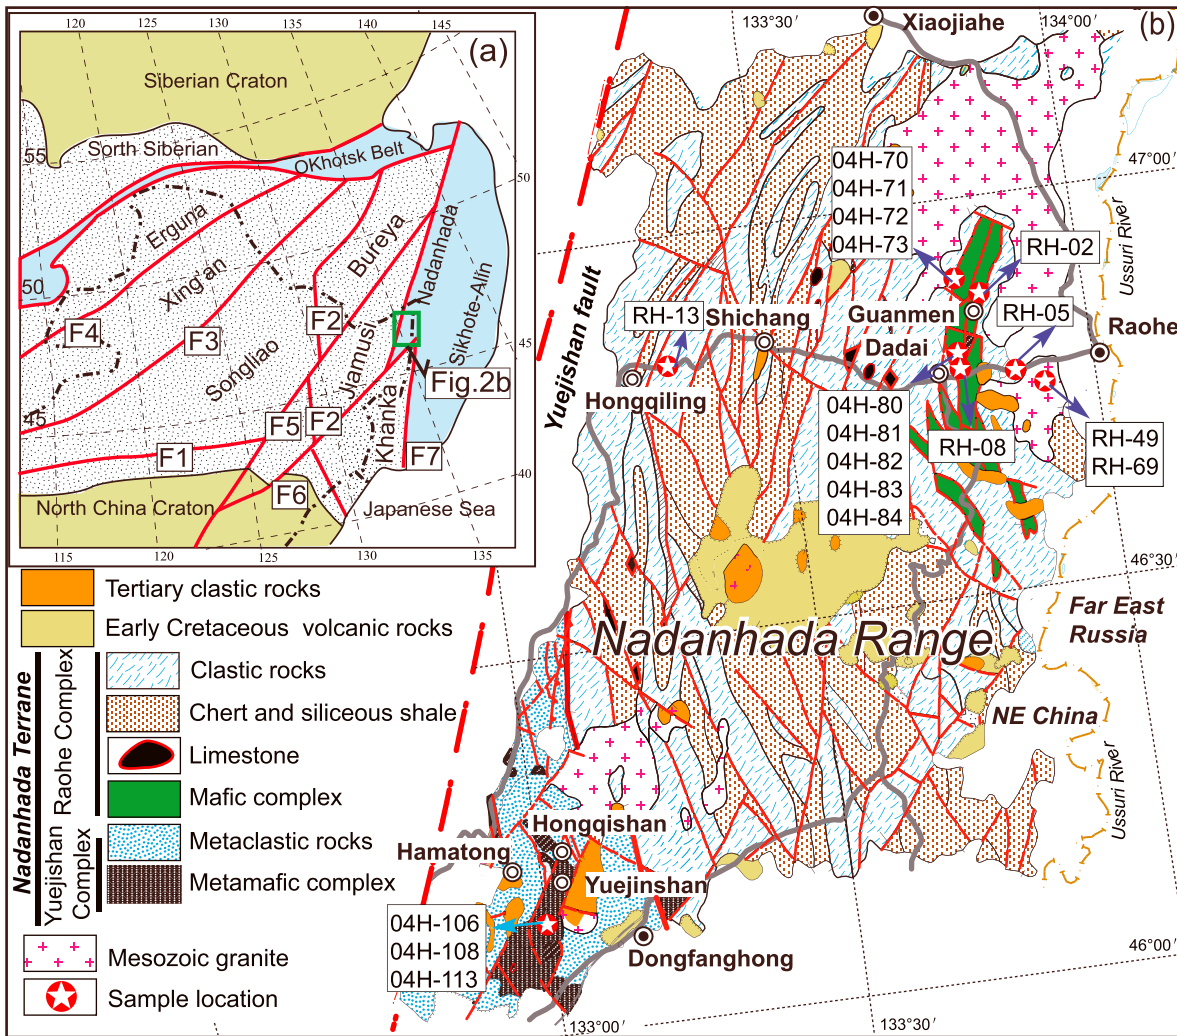 120
125
130
135
140
145
(a)
Siberian Craton
55
Sorth Siberian
OKhotsk Belt
50
Erguna
Bureya
Nadanhada
50
Xing'an
F4
F3
F2
Sikhote-Alin
45
Songliao
Jiamusi
Fig.2b
45
Khanka
F5
F2
F1
F7
F6
40
North China Craton
Japanese Sea
115
120
125
130
135
Tertiary clastic rocks
Early Cretaceous volcanic rocks
Nadanhada Terrane
Raohe Complex
Clastic rocks
Chert and siliceous shale
Limestone
Mafic complex
Yuejishan
Complex
Metaclastic rocks
Metamafic complex
Mesozoic granite
Sample location
133°30′
Xiaojiahe
134°00′
(b)
47°00′
04H-70
04H-71
04H-72
04H-73
RH-02
Ussuri River
Yuejishan fault
RH-13
Shichang
Guanmen
RH-05
Raohe
Dadai
Hongqiling
04H-80
04H-81
04H-82
04H-83
04H-84
RH-08
RH-49
RH-69
46°30′
Far East
Russia
Nadanhada Range
NE China
Ussuri River
Hongqishan
Hamatong
Yuejinshan
04H-106
04H-108
04H-113
Dongfanghong
46°00′
133°00′
133°30′